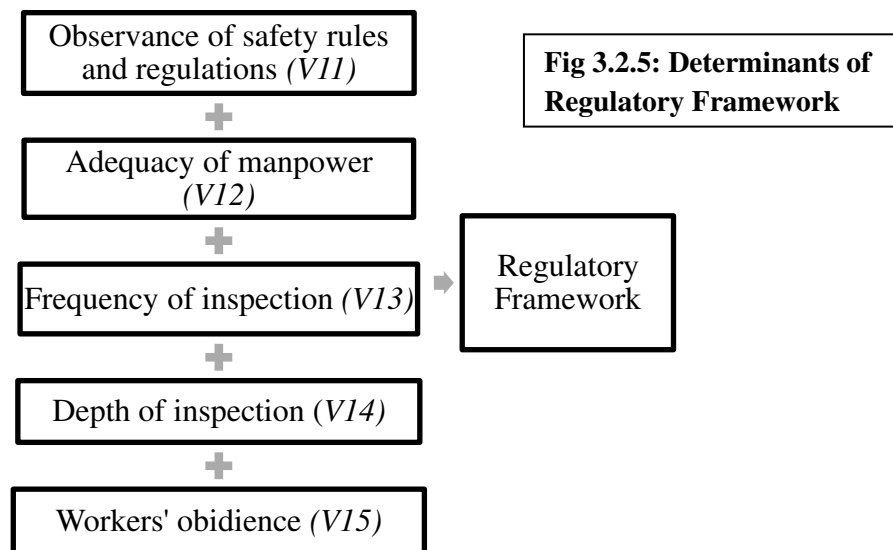 Observance of safety rules
and regulations (V11)
Fig 3.2.5: Determinants of
Regulatory Framework
Adequacy of manpower
(V12)
Frequency of inspection (V13)
Regulatory
Framework
Depth of inspection (V14)
Workers' obidience (V15)